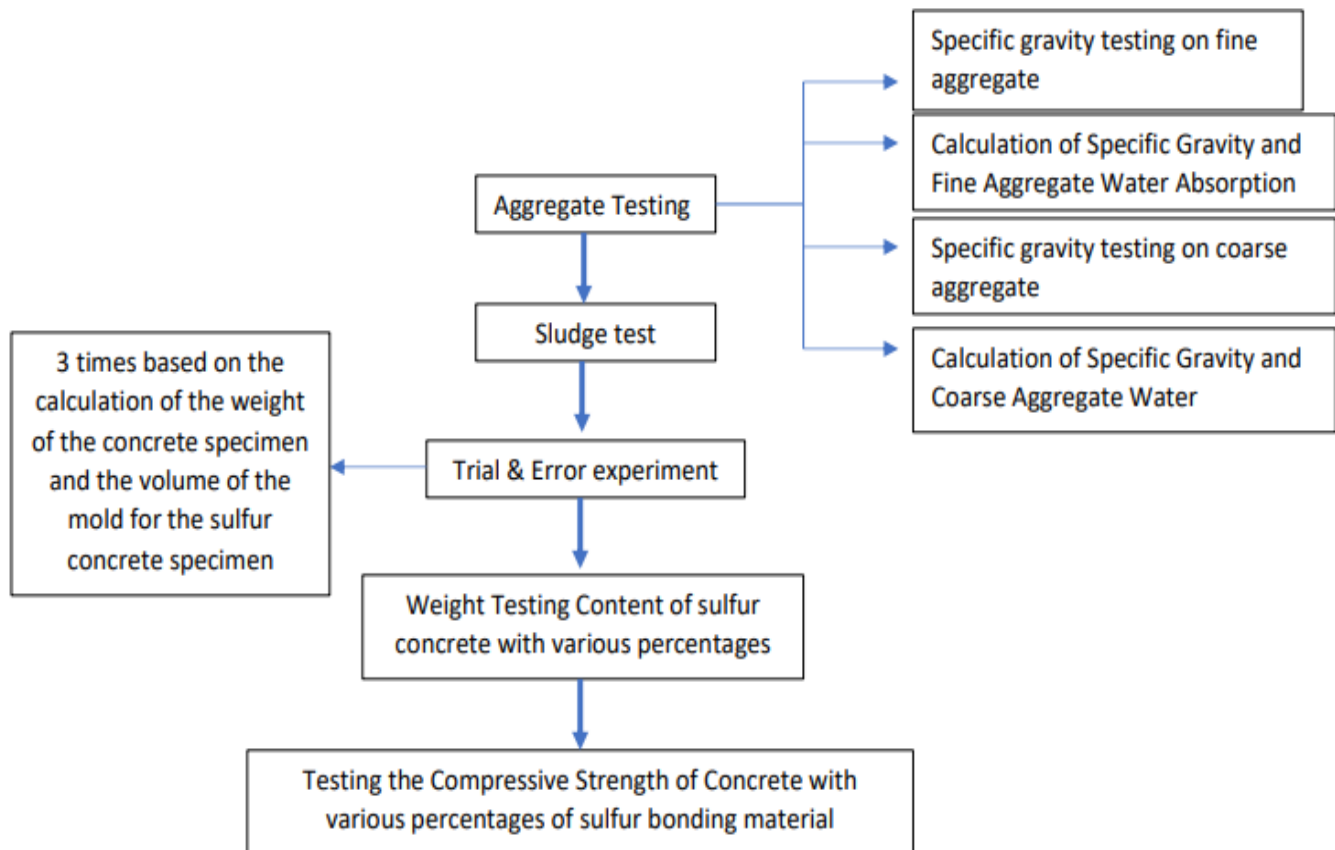 Specific gravity testing on fine
aggregate
Calculation of Specific Gravity and
Fine Aggregate Water Absorption
Aggregate Testing
Specific gravity testing on coarse
aggregate
Sludge test
Calculation of Specific Gravity and
Coarse Aggregate Water
3 times based on the
calculation of the weight
of the concrete specimen
and the volume of the
mold for the sulfur
concrete specimen
Trial & Error experiment
Weight Testing Content of sulfur
concrete with various percentages
Testing the Compressive Strength of Concrete with
various percentages of sulfur bonding material